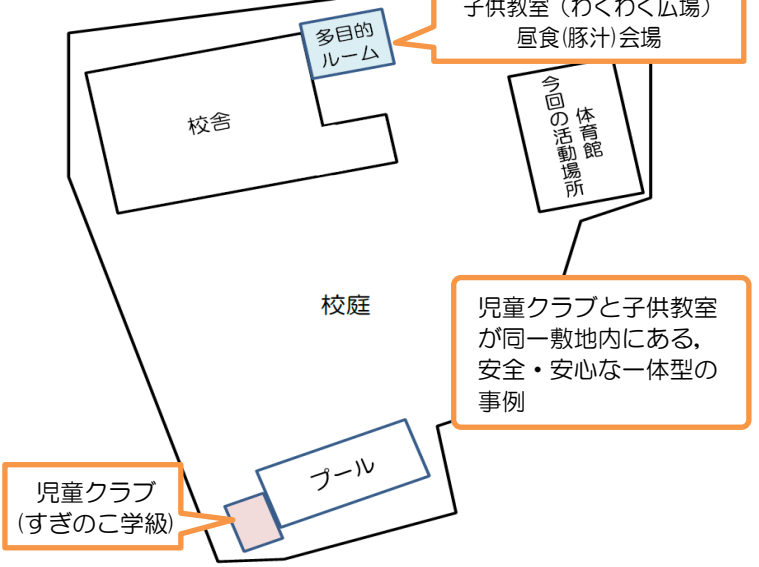 子供教室（わくわく広場）
昼食(豚汁)会場
多目的
ルーム
校舎
体育館
今回の活動場所
校庭
児童クラブと子供教室
が同一敷地内にある,
安全・安心な一体型の
事例
プール
児童クラブ
(すぎのこ学級)